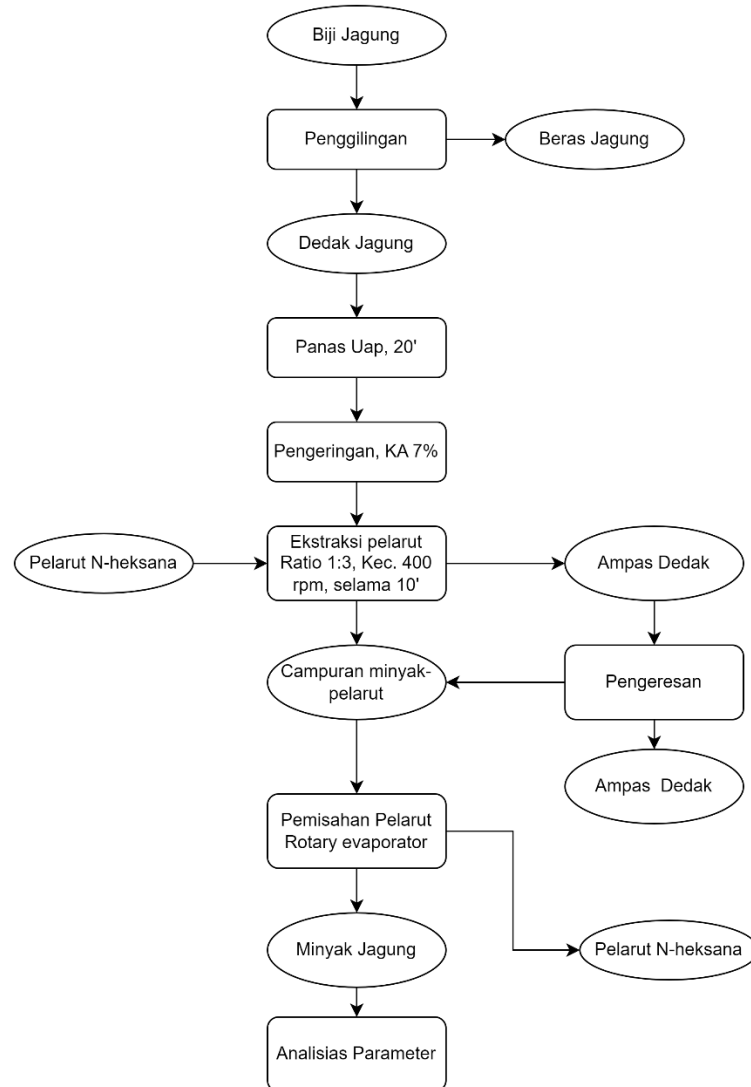 Biji Jagung
Penggilingan
Beras Jagung
Dedak Jagung
Panas Uap, 20'
Pengeringan, KA 7%
Pelarut N-heksana
Ekstraksi pelarut
Ratio 1:3, Kec. 400
rpm, selama 10'
Ampas Dedak
Campuran minyak-
pelarut
Pengeresan
Ampas  Dedak
Pemisahan Pelarut
Rotary evaporator
Minyak Jagung
Pelarut N-heksana
Analisias Parameter